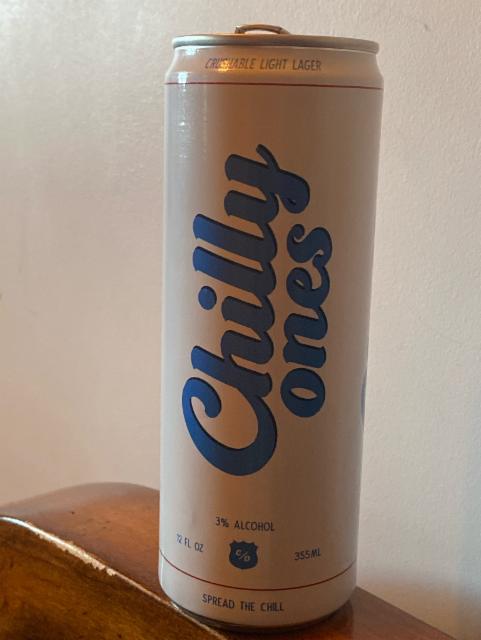 CRUSHABLE LIGHT LAGER
Chilly
ones
3% ALCOHOL
12 FL OZ
c/o
355ML
SPREAD THE CHILL